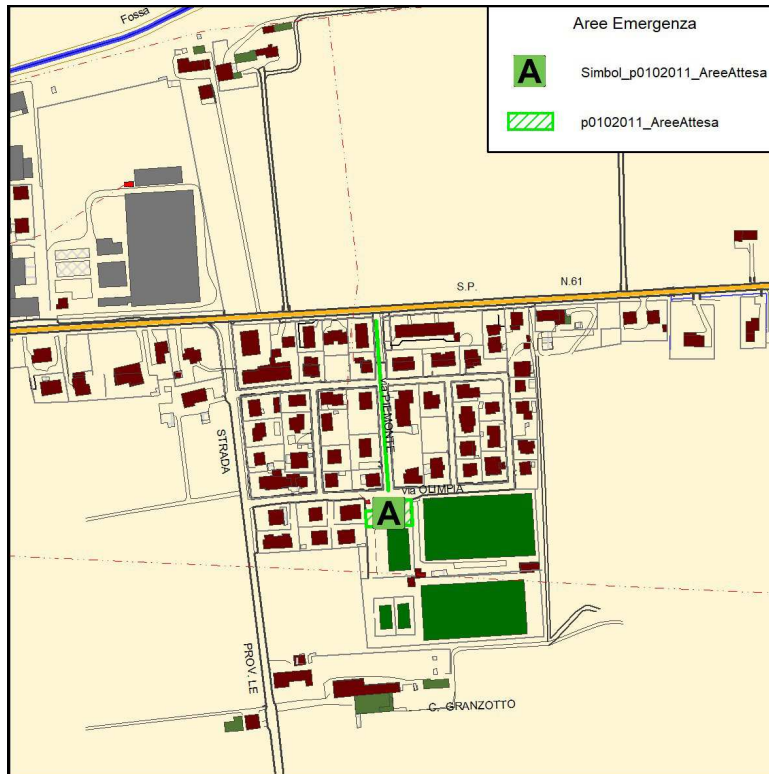 Fossa
Aree Emergenza
A
Simbol_p0102011_AreeAttesa
p0102011_AreeAttesa
S.P.
N.61
via PIEMONTE
STRADA
via OLIMPIA
A
PROV.LE
C. GRANZOTTO